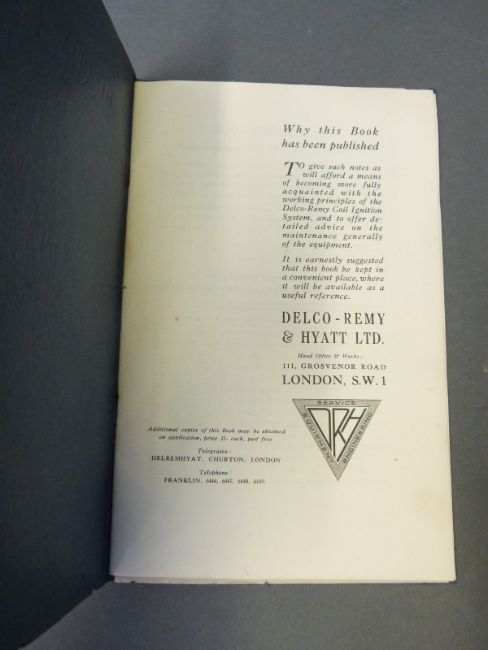 Why this Book
has been published
TO give such notes as
will afford a means
of becoming more fully
acquainted with the
working principles of the
Delco-Remy Coil Ignition
System, and to offer de-
tailed advice on the
maintenance generally
of the equipment.
It is earnestly suggested
that this book be kept in
a convenient place, where
it will be available as a
useful reference.
DELCO-REMY
& HYATT LTD.
Head Office & Works:
111, GROSVENOR ROAD
LONDON, S.W.1
SERVICE
EQUIPMENT
ENGINEERING
DRH
Additional copies of this Book may be obtained
on application, price 1/- each, post free
Telegrams:
DELREMHYAT, CHURTON, LONDON
Telephone:
FRANKLIN, 6446, 6447, 6448, 6449.